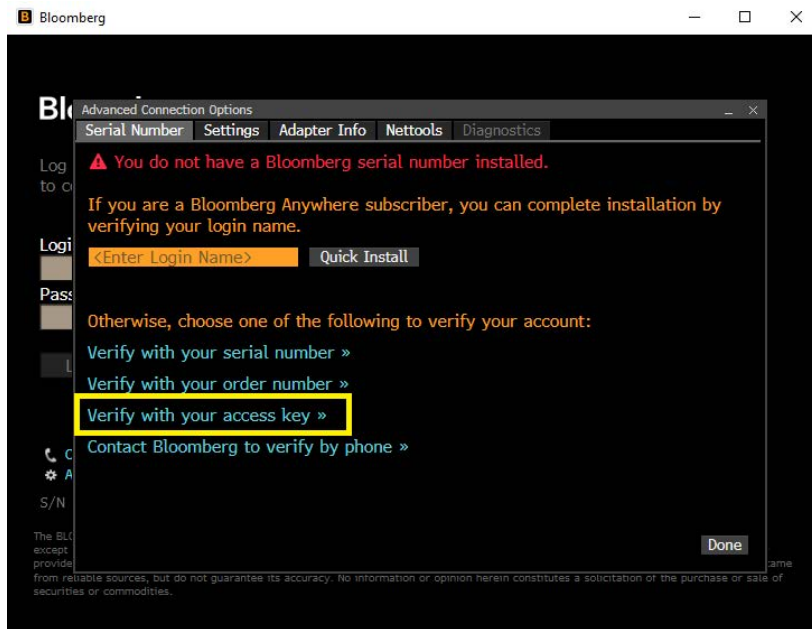 Bloomberg
Advanced Connection Options
Serial Number Settings Adapter Info Nettools Diagnostics
You do not have a Bloomberg serial number installed.
Log
to
If you are a Bloomberg Anywhere subscriber, you can complete installation by
verifying your login name.
<Enter Login Name> Quick Install
Otherwise, choose one of the following to verify your account:
Verify with your serial number »
Verify with your order number »
Verify with your access key »
Contact Bloomberg to verify by phone »
S/N
The
except
Done
from reliable sources, but do not guarantee its accuracy. No information or opinion herein constitutes a solicitation of the purchase or sale of
securities or commodities.